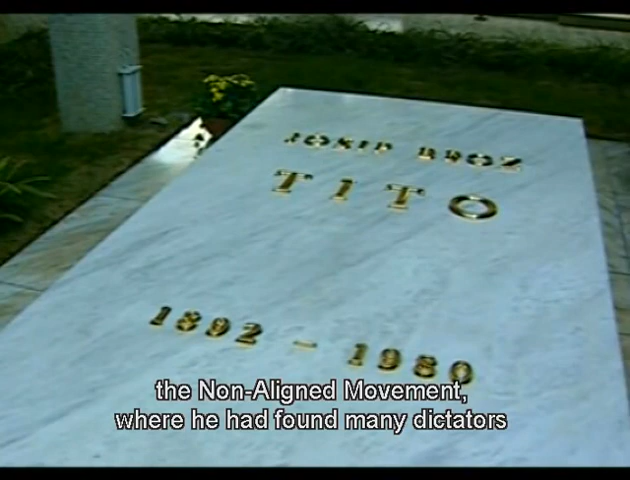 JOSIP BROZ
TITO
1892 - 1980
the Non-Aligned Movement,
where he had found many dictators